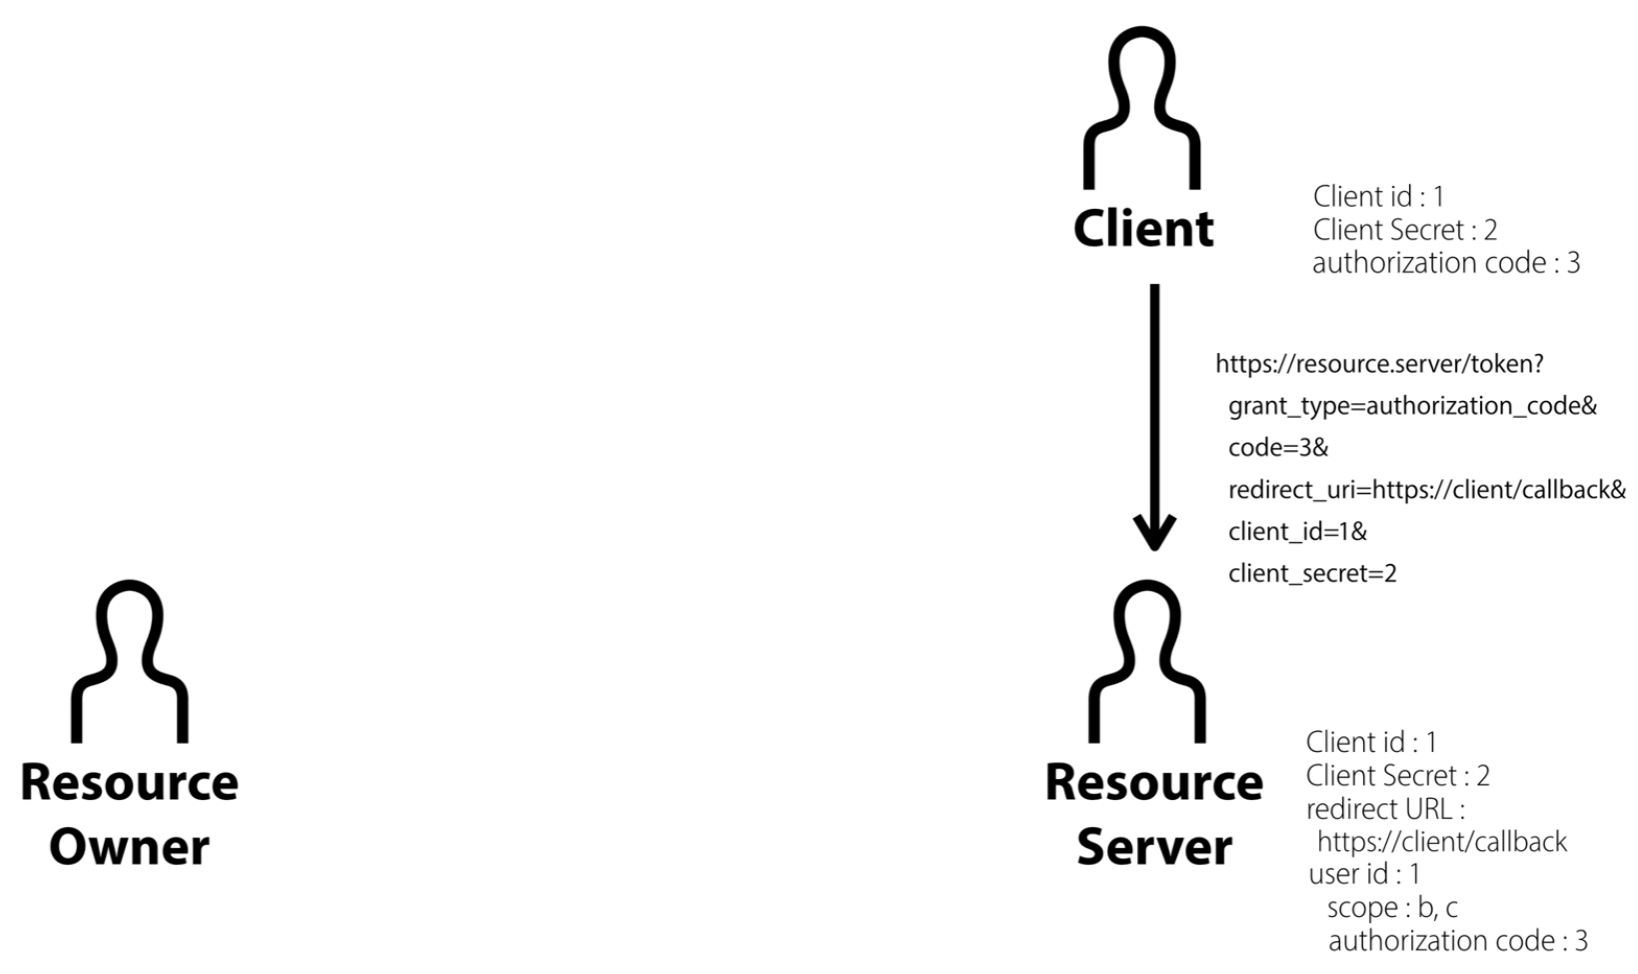 Client
Client id : 1
Client Secret : 2
authorization code : 3
https://resource.server/token?
grant_type=authorization_code&
code=3&
redirect_uri=https://client/callback&
client_id=1&
client_secret=2
Resource
Owner
Resource
Server
Client id : 1
Client Secret : 2
redirect URL :
https://client/callback
user id : 1
scope : b, c
authorization code : 3